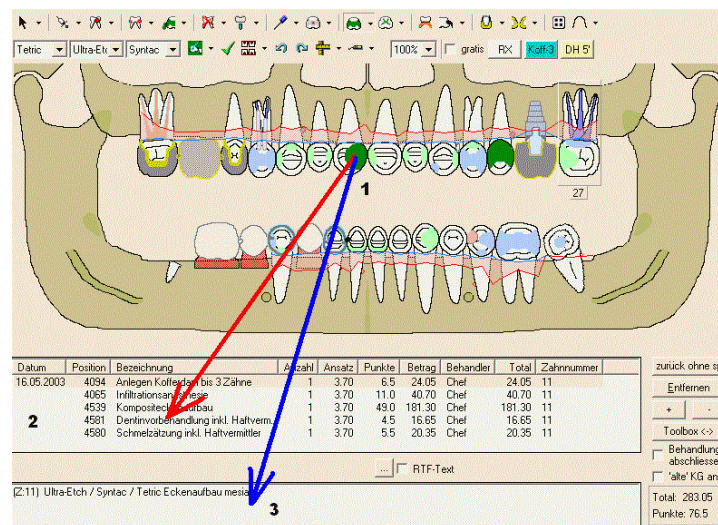 Tetric Ultra-Etc Syntac 100% gratis RX Koff-3 DH 5'
1
27
Datum Position Bezeichnung Anzahl Ansatz Punkte Betrag Behandler Total Zahnnummer
16.05.2003 4094 Anlegen Kofferdam bis 3 Zähne 1 3.70 6.5 24.05 Chef 24.05 11
4065 Infiltrationsanästhesie 1 3.70 11.0 40.70 Chef 40.70 11
4539 Kompositeckenaufbau 1 3.70 49.0 181.30 Chef 181.30 11
4581 Dentinvorbehandlung inkl. Haftverm. 1 3.70 4.5 16.65 Chef 16.65 11
4580 Schmelzätzung inkl. Haftvermittler 1 3.70 5.5 20.35 Chef 20.35 11
2
zurück ohne sp
Entfernen
+ -
Toolbox <->
Behandlung
abschliesse
'alte' KG an
Total: 283.05
Punkte: 76.5
... RTF-Text
(Z:11) Ultra-Etch / Syntac / Tetric Eckenaufbau mesial
3